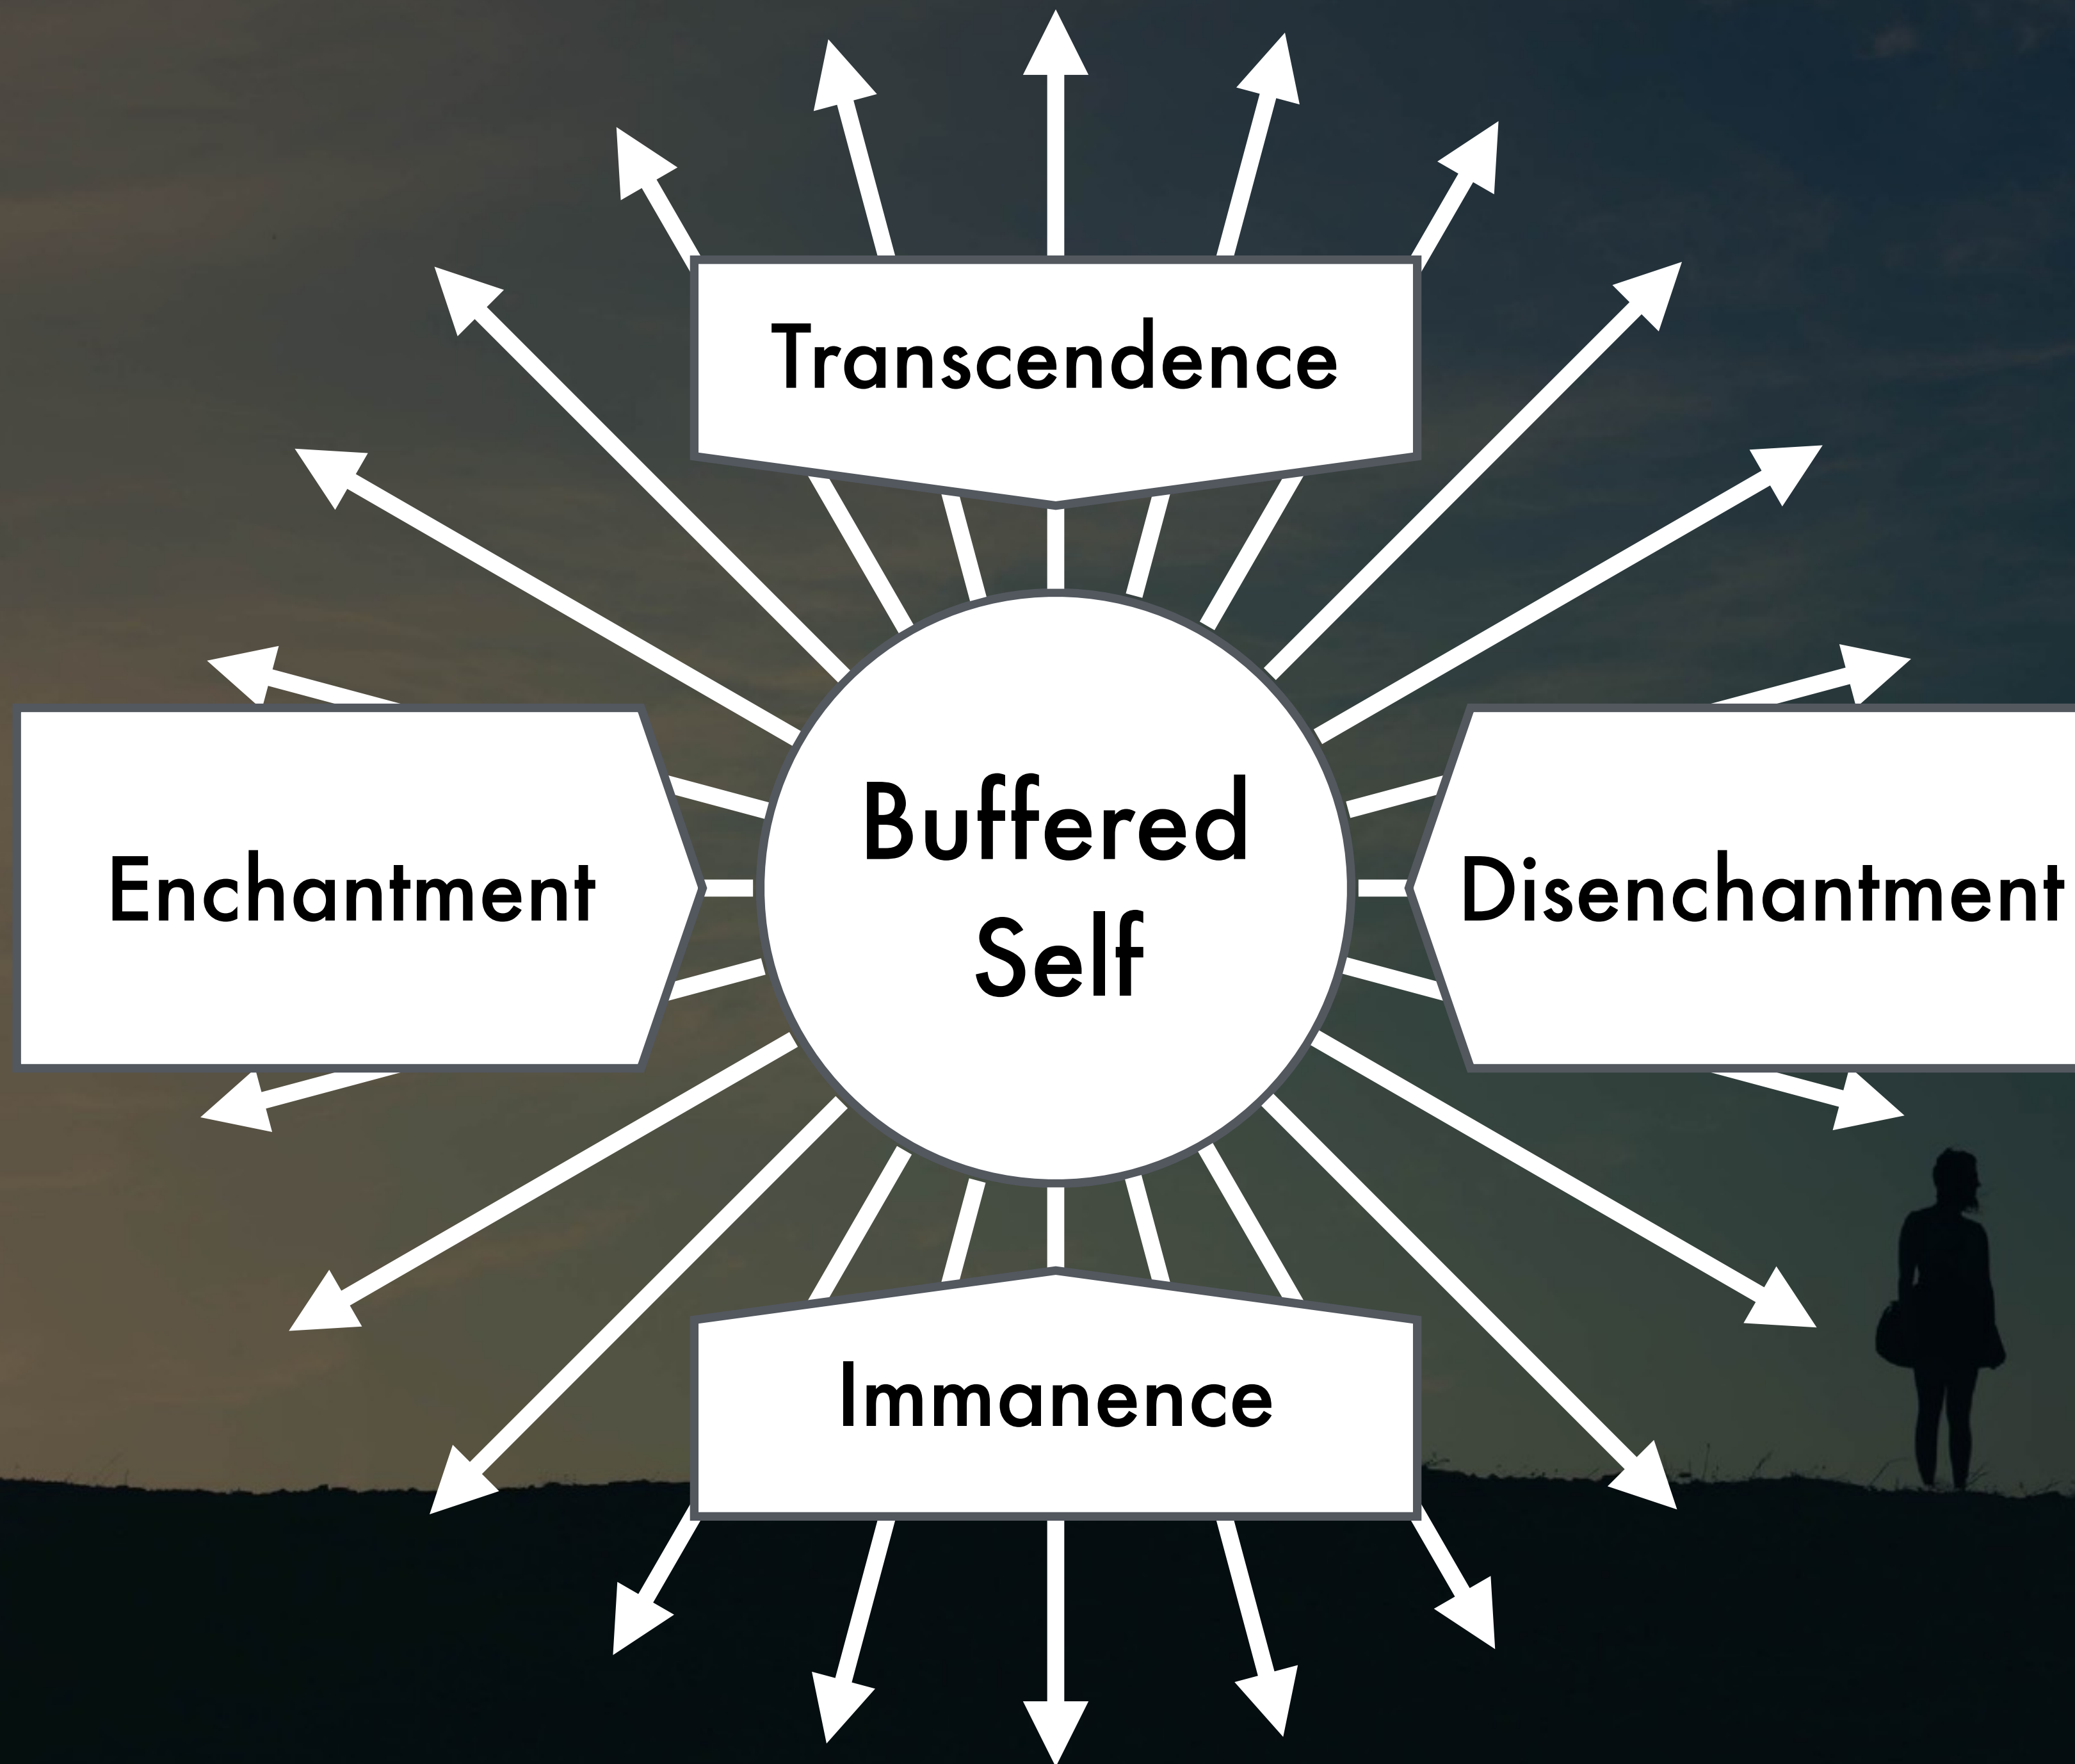 Transcendence
Enchantment
Buffered
Self
Disenchantment
Immanence